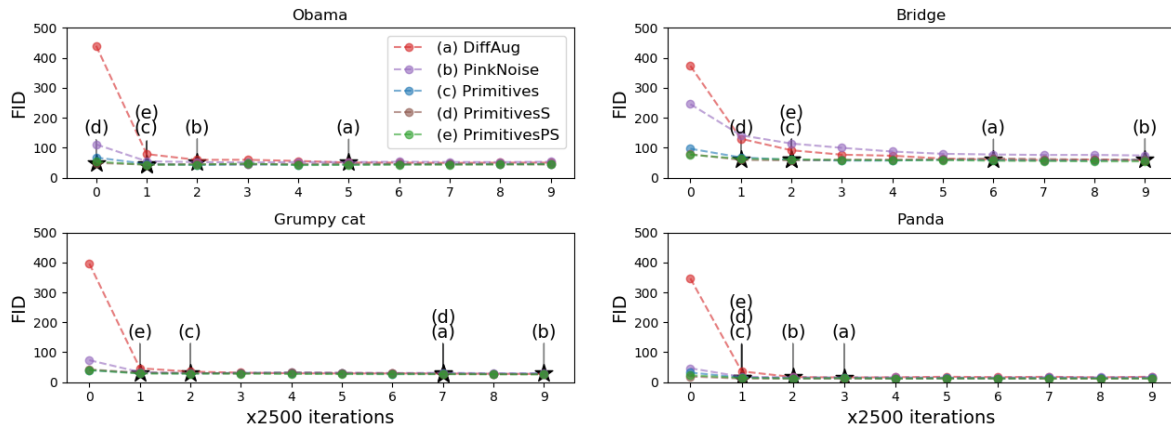 Obama
500
400
300
200
100
0
FID
(a) DiffAug
(b) PinkNoise
(c) Primitives
(d) PrimitivesS
(e) PrimitivesPS
(e)
(d) (c) (b) (a)
0 1 2 3 4 5 6 7 8 9
Bridge
500
400
300
200
100
0
FID
(e)
(d) (c) (a) (b)
0 1 2 3 4 5 6 7 8 9
Grumpy cat
500
400
300
200
100
0
FID
(d)
(e) (c) (a) (b)
0 1 2 3 4 5 6 7 8 9
x2500 iterations
Panda
500
400
300
200
100
0
FID
(e)
(d)
(c) (b) (a)
0 1 2 3 4 5 6 7 8 9
x2500 iterations